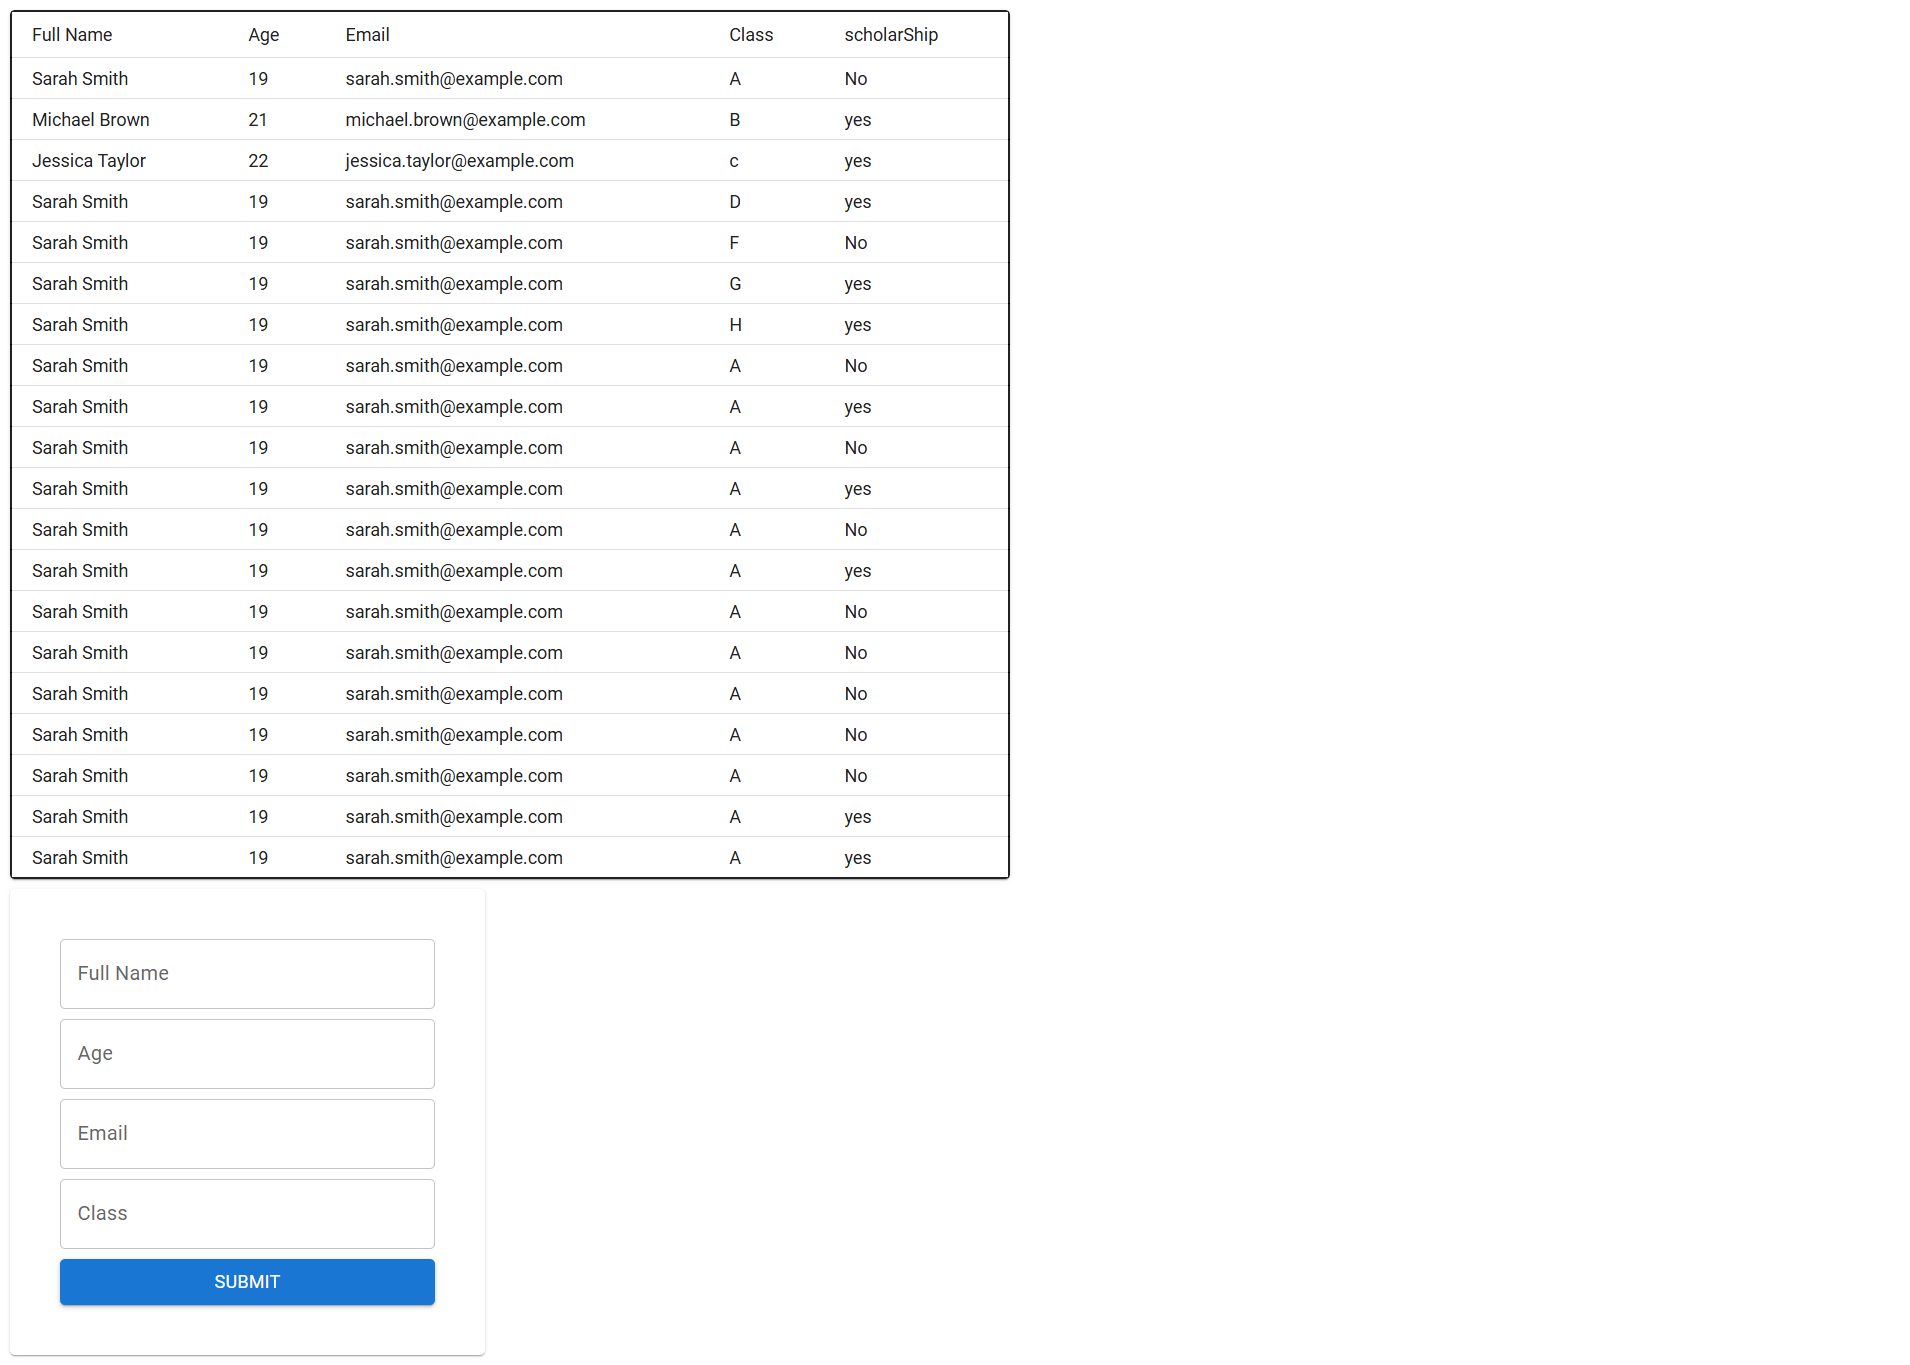 Full Name Age Email Class scholarShip
Sarah Smith 19 sarah.smith@example.com A No
Michael Brown 21 michael.brown@example.com B yes
Jessica Taylor 22 jessica.taylor@example.com c yes
Sarah Smith 19 sarah.smith@example.com D yes
Sarah Smith 19 sarah.smith@example.com F No
Sarah Smith 19 sarah.smith@example.com G yes
Sarah Smith 19 sarah.smith@example.com H yes
Sarah Smith 19 sarah.smith@example.com A No
Sarah Smith 19 sarah.smith@example.com A yes
Sarah Smith 19 sarah.smith@example.com A No
Sarah Smith 19 sarah.smith@example.com A yes
Sarah Smith 19 sarah.smith@example.com A No
Sarah Smith 19 sarah.smith@example.com A yes
Sarah Smith 19 sarah.smith@example.com A No
Sarah Smith 19 sarah.smith@example.com A No
Sarah Smith 19 sarah.smith@example.com A No
Sarah Smith 19 sarah.smith@example.com A No
Sarah Smith 19 sarah.smith@example.com A No
Sarah Smith 19 sarah.smith@example.com A yes
Sarah Smith 19 sarah.smith@example.com A yes
Full Name
Age
Email
Class
SUBMIT